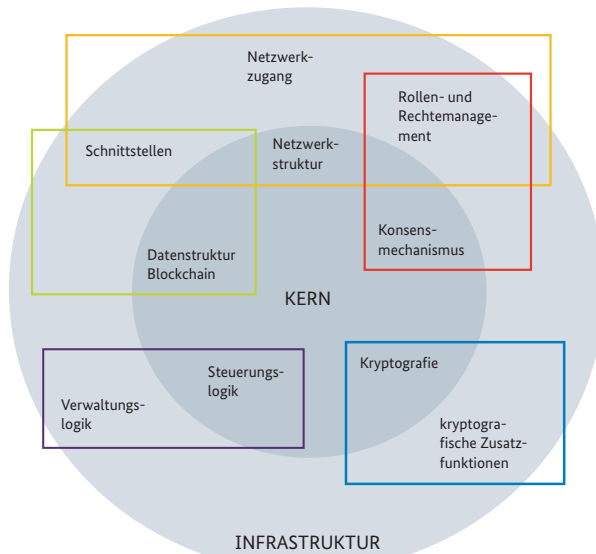 Netzwerk-
zugang
Rollen- und
Rechtemanage-
ment
Schnittstellen
Netzwerk-
struktur
Konsens-
mechanismus
Datenstruktur
Blockchain
KERN
Steuerungs-
logik
Kryptografie
Verwaltungs-
logik
kryptogra-
fische Zusatz-
funktionen
INFRASTRUKTUR